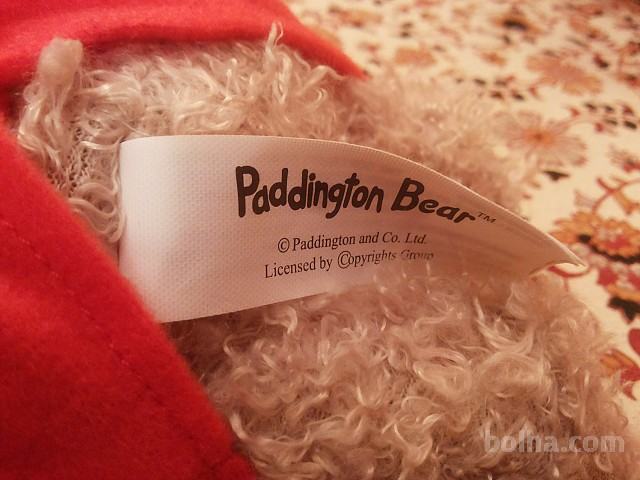 Paddington Bear™
© Paddington and Co. Ltd.
Licensed by ©opyrights Group
bolha.com